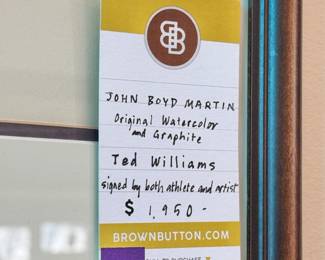 BB
JOHN BOYD MARTIN
Original Watercolor
and Graphite
Ted Williams
signed by both athlete and artist
$ 1,950-
BROWNBUTTON.COM